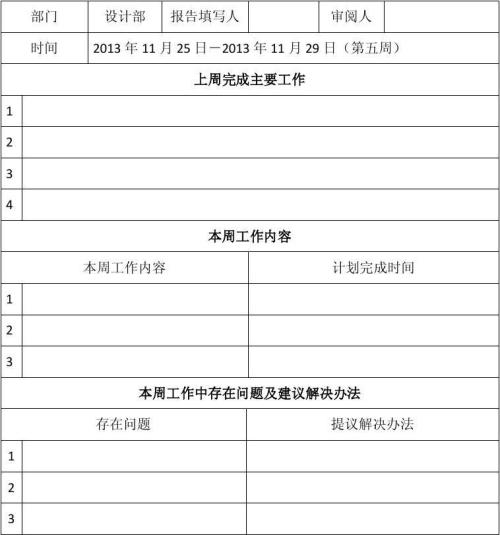 部门 设计部 报告填写人 审阅人
时间 2013 年 11 月 25 日－2013 年 11 月 29 日（第五周）
上周完成主要工作
1
2
3
4
本周工作内容
本周工作内容 计划完成时间
1
2
3
本周工作中存在问题及建议解决办法
存在问题 提议解决办法
1
2
3